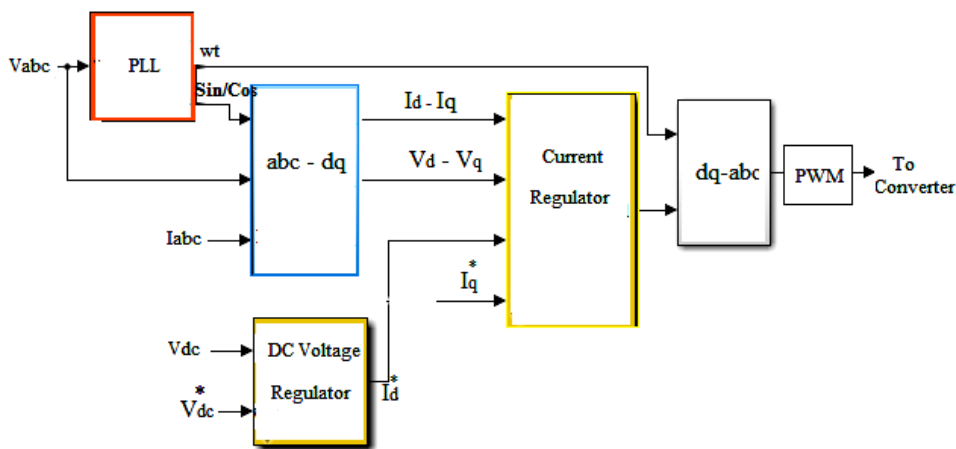 wt
Vabc
PLL
Sin/Cos
Id - Iq
abc - dq
Vd - Vq
Current
Regulator
dq-abc
PWM
To
Converter
Iabc
I*q
Vdc
DC Voltage
Regulator
I*d
V*dc